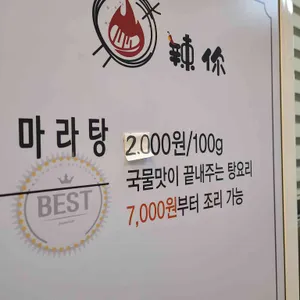 辣你
마라탕 2.000원/100g
국물맛이 끝내주는 탕요리
7,000원부터 조리 가능
BEST